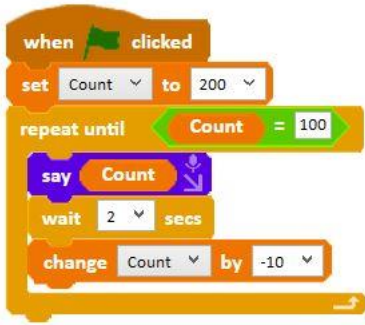 when clicked
set Count to 200
repeat until Count = 100
say Count
wait 2 secs
change Count by -10